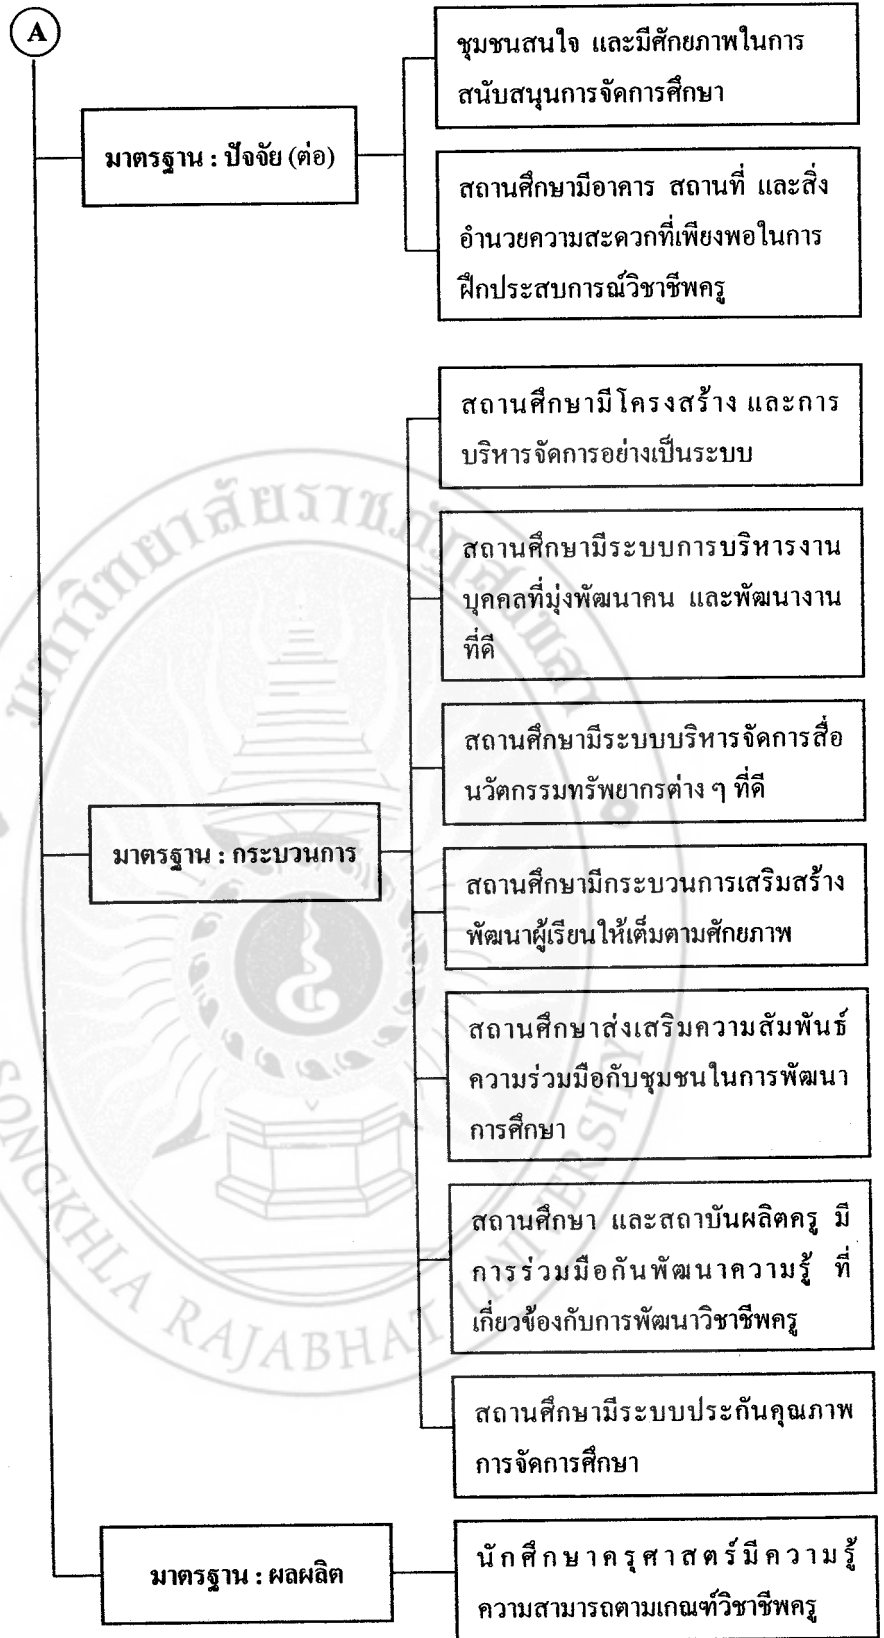 A
ชุมชนสนใจ และมีศักยภาพในการ
สนับสนุนการจัดการศึกษา
มาตรฐาน : ปัจจัย (ต่อ)
สถานศึกษามีอาคาร สถานที่ และสิ่ง
อำนวยความสะดวกที่เพียงพอในการ
ฝึกประสบการณ์วิชาชีพครู
สถานศึกษามีโครงสร้าง และการ
บริหารจัดการอย่างเป็นระบบ
สถานศึกษามีระบบการบริหารงาน
บุคคลที่มุ่งพัฒนาคน และพัฒนางาน
ที่ดี
สถานศึกษามีระบบบริหารจัดการสื่อ
นวัตกรรมทรัพยากรต่าง ๆ ที่ดี
มาตรฐาน : กระบวนการ
สถานศึกษามีกระบวนการเสริมสร้าง
พัฒนาผู้เรียนให้เต็มตามศักยภาพ
สถานศึกษาส่งเสริมความสัมพันธ์
ความร่วมมือกับชุมชนในการพัฒนา
การศึกษา
สถานศึกษา และสถาบันผลิตครู มี
การร่วมมือกันพัฒนาความรู้ ที่
เกี่ยวข้องกับการพัฒนาวิชาชีพครู
สถานศึกษามีระบบประกันคุณภาพ
การจัดการศึกษา
มาตรฐาน : ผลผลิต
นักศึกษาครุศาสตร์มีความรู้
ความสามารถตามเกณฑ์วิชาชีพครู
มหาวิทยาลัยราชภัฏสงขลา
SONGKHLA RAJABHAT UNIVERSITY